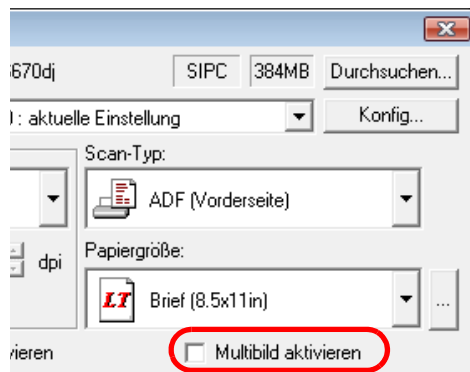 670dj SIPC 384MB Durchsuchen...
: aktuelle Einstellung Konfig...
Scan-Typ:
ADF (Vorderseite)
dpi Papiergröße:
LT Brief (8.5x11in) ...
vieren Multibild aktivieren